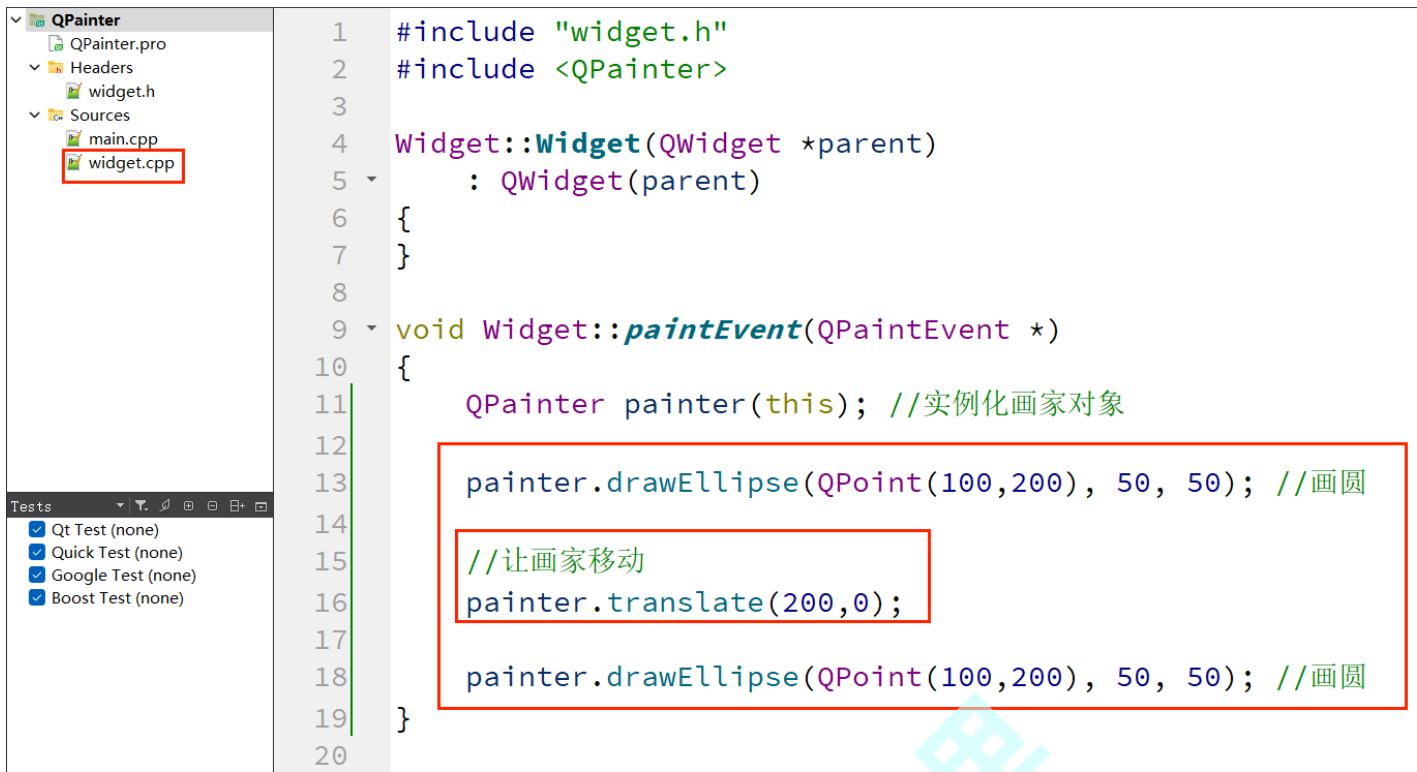 QPainter
QPainter.pro
Headers
widget.h
Sources
main.cpp
widget.cpp
Tests
Qt Test (none)
Quick Test (none)
Google Test (none)
Boost Test (none)
1 #include "widget.h"
2 #include <QPainter>
3
4 Widget::Widget(QWidget *parent)
5     : QWidget(parent)
6 {
7 }
8
9 void Widget::paintEvent(QPaintEvent *)
10 {
11     QPainter painter(this); //实例化画家对象
12
13     painter.drawEllipse(QPoint(100,200), 50, 50); //画圆
14
15     //让画家移动
16     painter.translate(200,0);
17
18     painter.drawEllipse(QPoint(100,200), 50, 50); //画圆
19 }
20